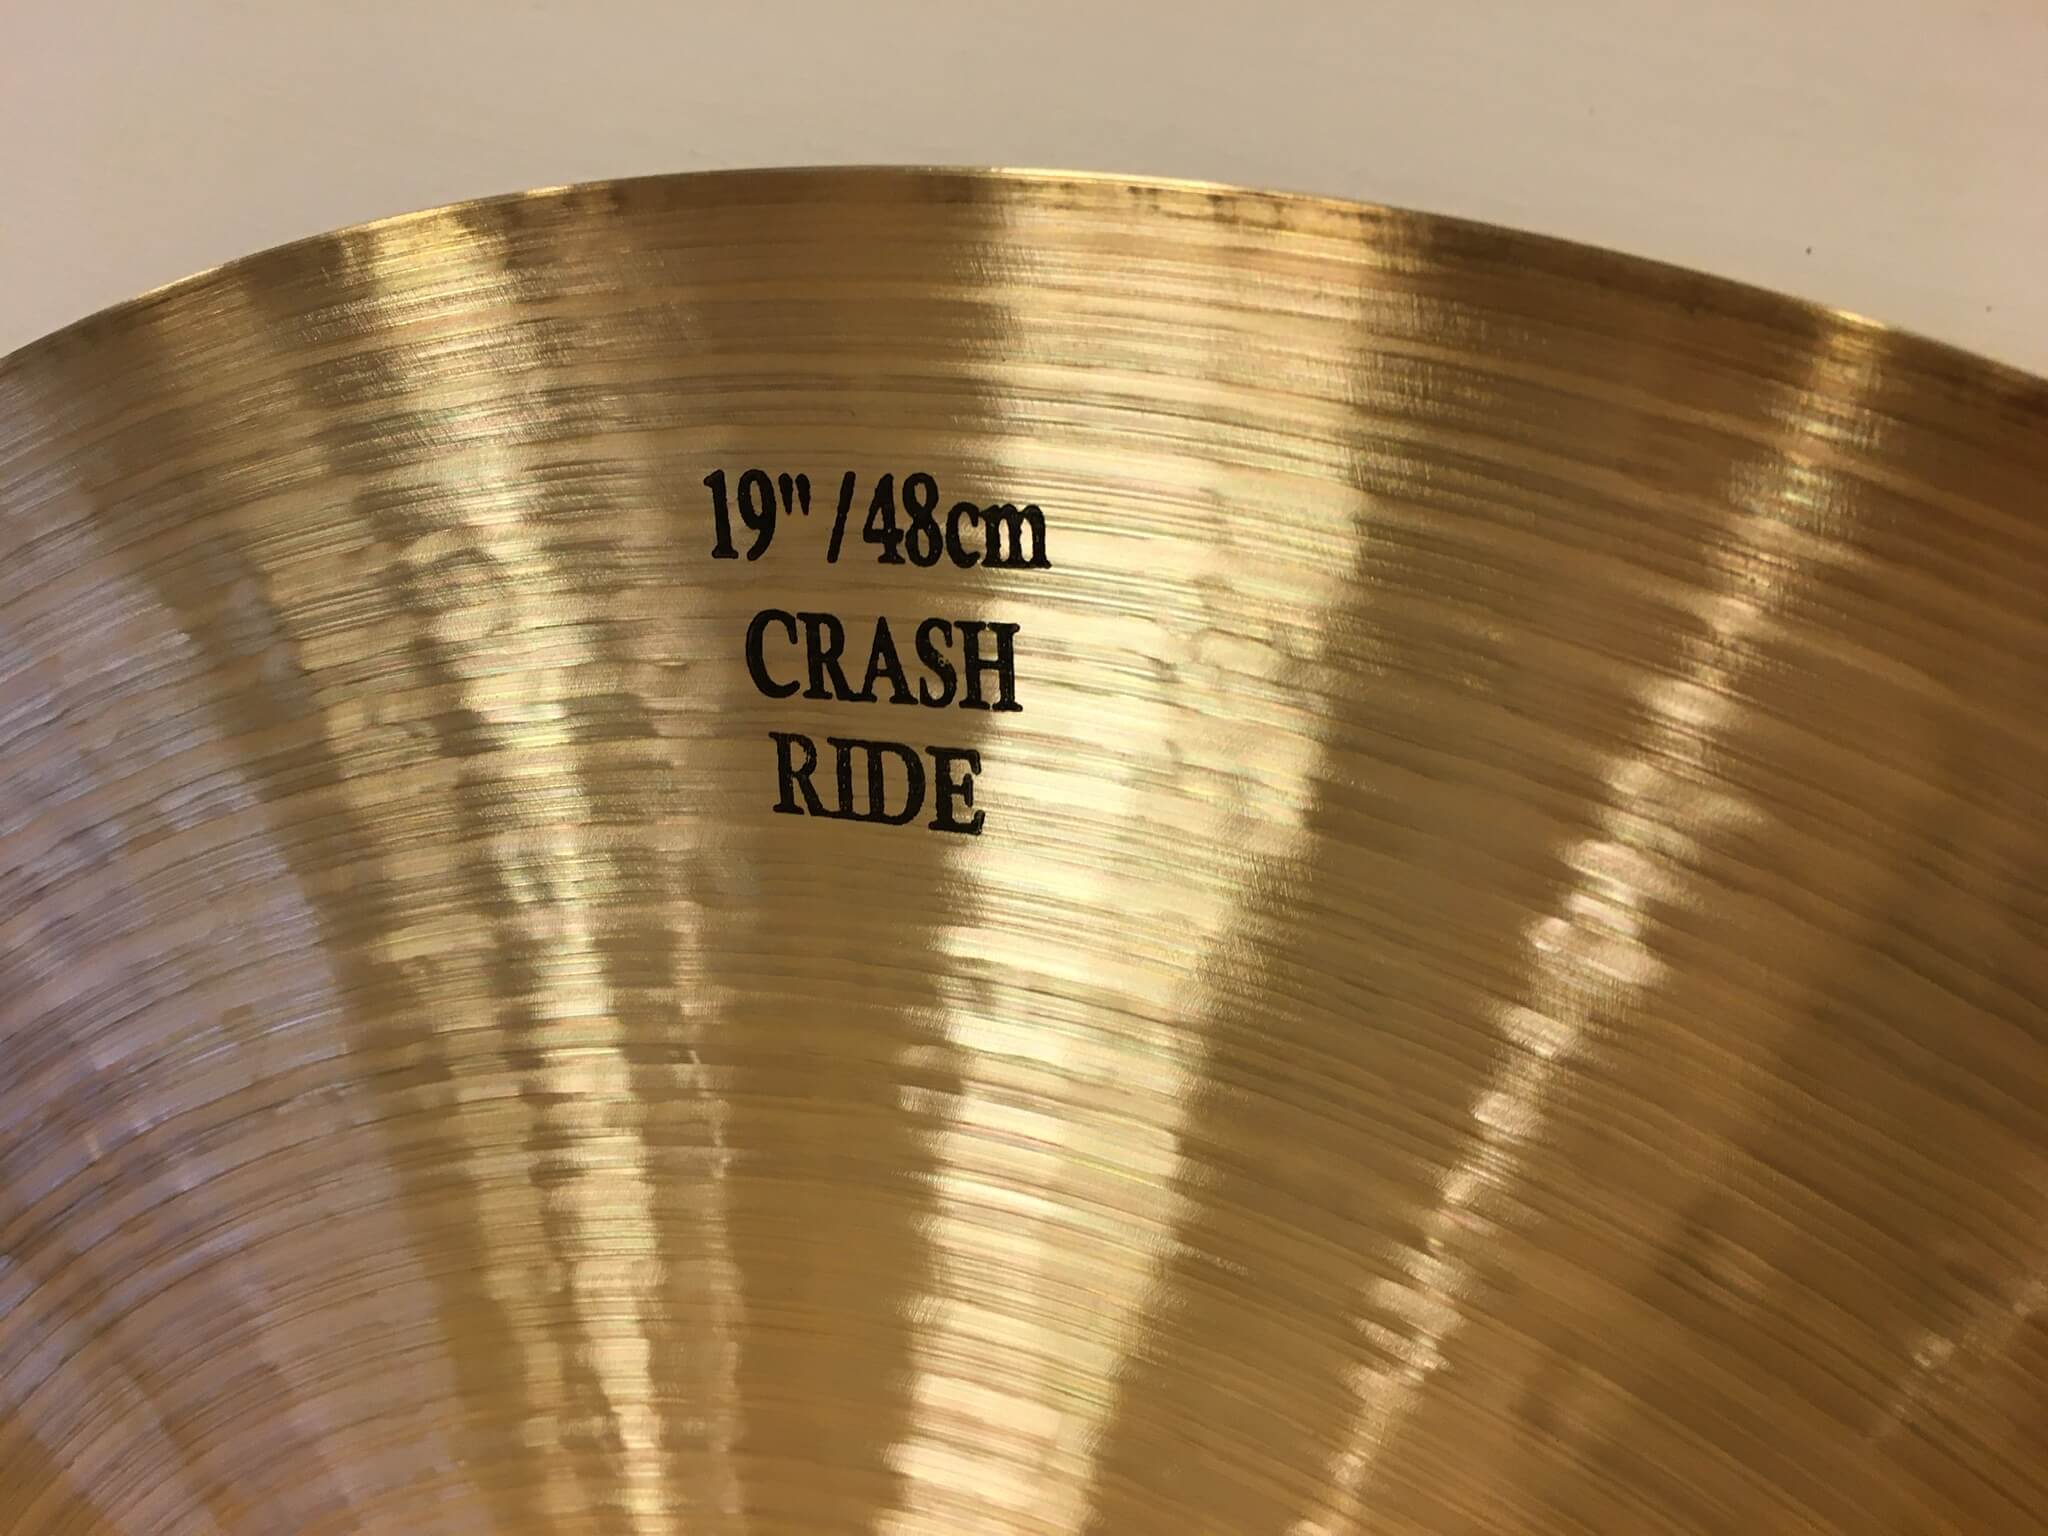 19" / 48cm
CRASH
RIDE